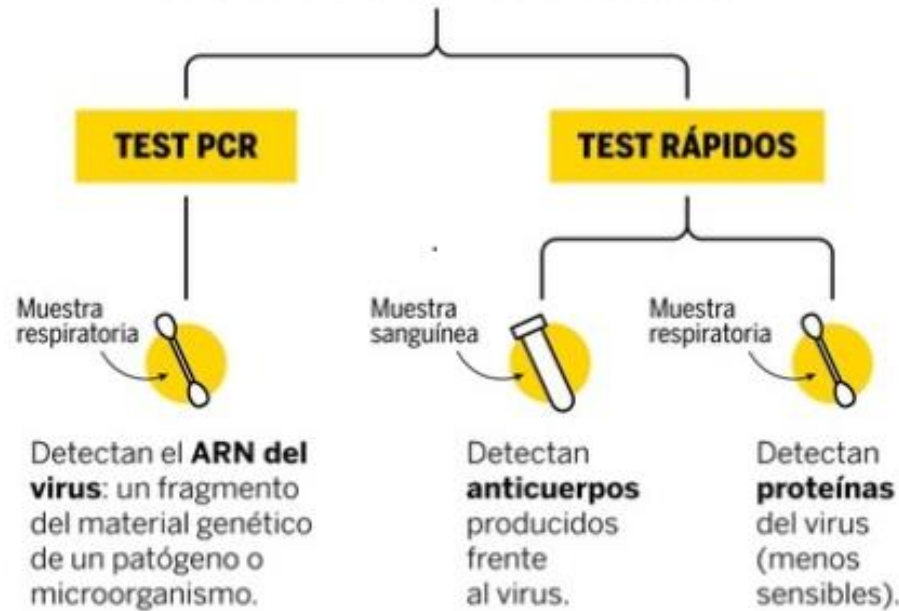 TEST PCR
TEST RÁPIDOS
Muestra
respiratoria
Muestra
sanguínea
Muestra
respiratoria
Detectan el ARN del
virus: un fragmento
del material genético
de un patógeno o
microorganismo.
Detectan
anticuerpos
producidos
frente
al virus.
Detectan
proteínas
del virus
(menos
sensibles).